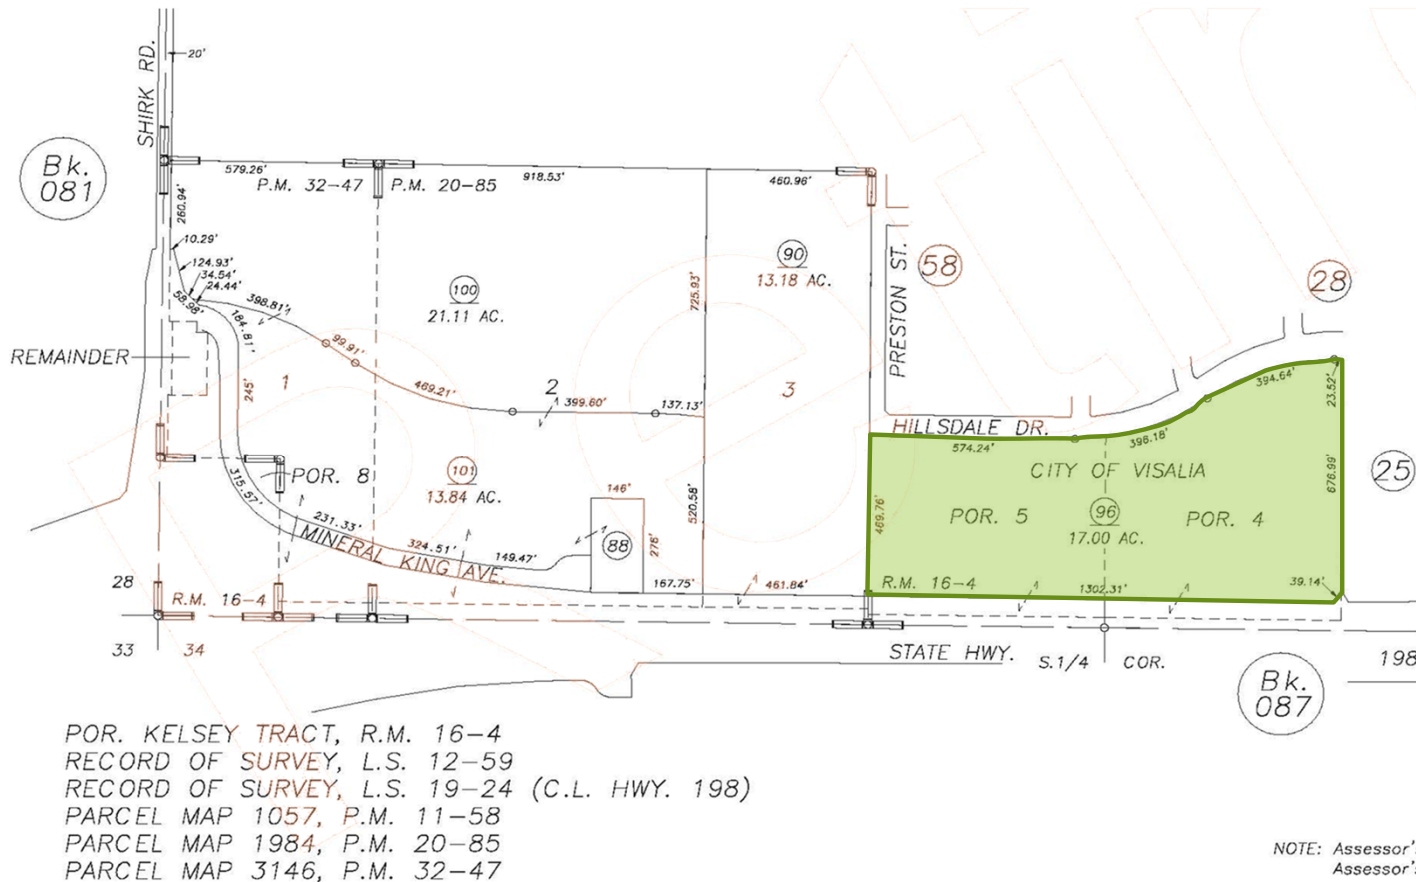 SHIRK RD.
20'
Bk.
081
579.26'
918.53'
460.96'
P.M. 32-47
P.M. 20-85
260.94'
10.29'
124.93'
34.54'
24.44'
58.98'
184.81'
398.81'
99.91'
469.21'
399.60'
137.13'
725.93'
520.58'
100
21.11 AC.
90
13.18 AC.
PRESTON ST.
58
28
REMAINDER
245'
1
2
3
HILLSDALE DR.
574.24'
396.18'
394.64'
23.52'
676.99'
25
CITY OF VISALIA
POR. 5
96
17.00 AC.
POR. 4
469.76'
POR. 8
101
13.84 AC.
315.57'
231.33'
324.51'
149.47'
MINERAL KING AVE.
146'
278'
88
167.75'
461.84'
R.M. 16-4
1302.31'
39.14'
28
R.M. 16-4
33
34
STATE HWY.
S.1/4 COR.
198
Bk.
087
POR. KELSEY TRACT, R.M. 16-4
RECORD OF SURVEY, L.S. 12-59
RECORD OF SURVEY, L.S. 19-24 (C.L. HWY. 198)
PARCEL MAP 1057, P.M. 11-58
PARCEL MAP 1984, P.M. 20-85
PARCEL MAP 3146, P.M. 32-47
NOTE: Assessor's
Assessor's